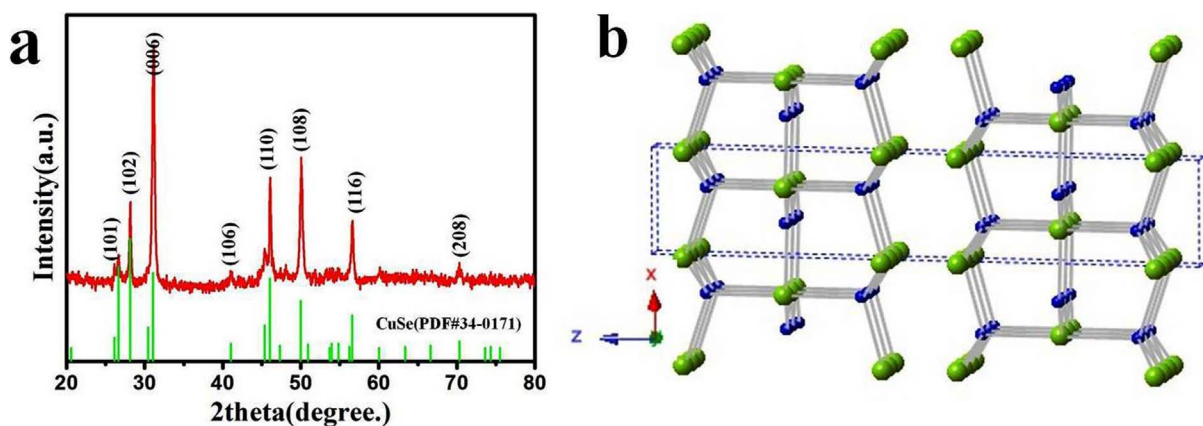 a
Intensity(a.u.)
(101)
(102)
(006)
(106)
(110)
(108)
(116)
(208)
CuSe(PDF#34-0171)
20 30 40 50 60 70 80
2theta(degree.)
b
X
Z